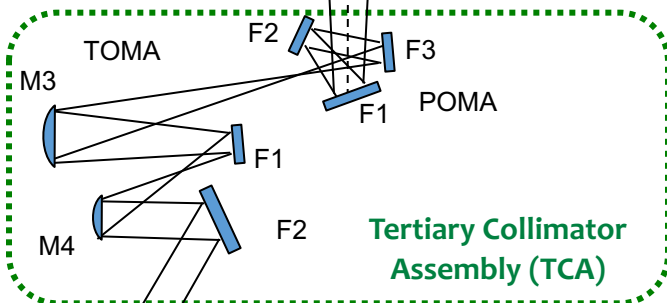 F2
TOMA
F3
M3
F1
POMA
F1
F2
M4
Tertiary Collimator
Assembly (TCA)